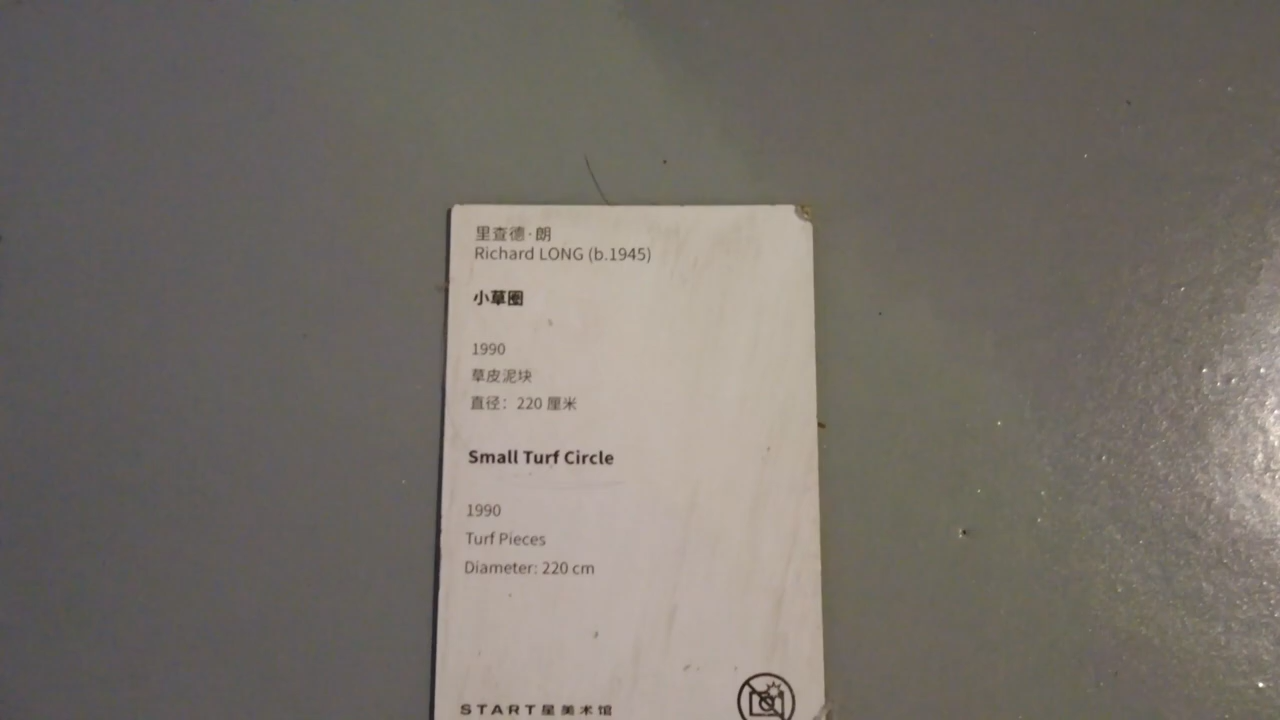 里查德·朗
Richard LONG (b.1945)
小草圈
1990
草皮泥块
直径：220 厘米
Small Turf Circle
1990
Turf Pieces
Diameter: 220 cm
START星美术馆